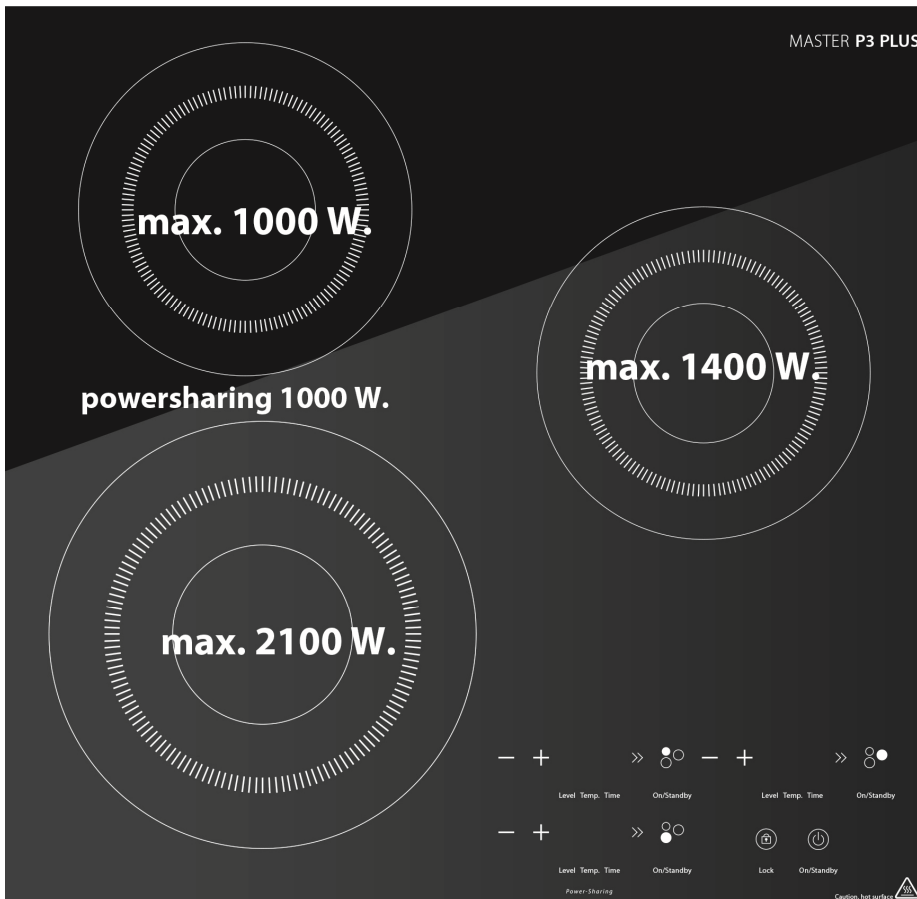 MASTER P3 PLUS
max. 1000 W.
max. 1400 W.
powersharing 1000 W.
max. 2100 W.
Level Temp. Time On/Standby Level Temp. Time On/Standby
Level Temp. Time On/Standby Lock On/Standby
Power-Sharing
Caution, hot surface